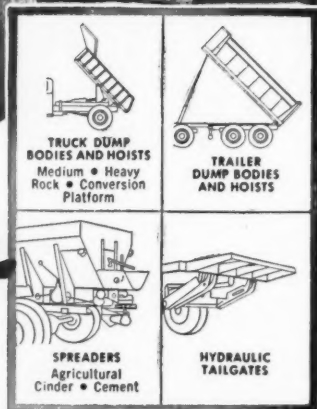 TRUCK DUMP
BODIES AND HOISTS
Medium • Heavy
Rock • Conversion
Platform
TRAILER
DUMP BODIES
AND HOISTS
SPREADERS
Agricultural
Cinder • Cement
HYDRAULIC
TAILGATES